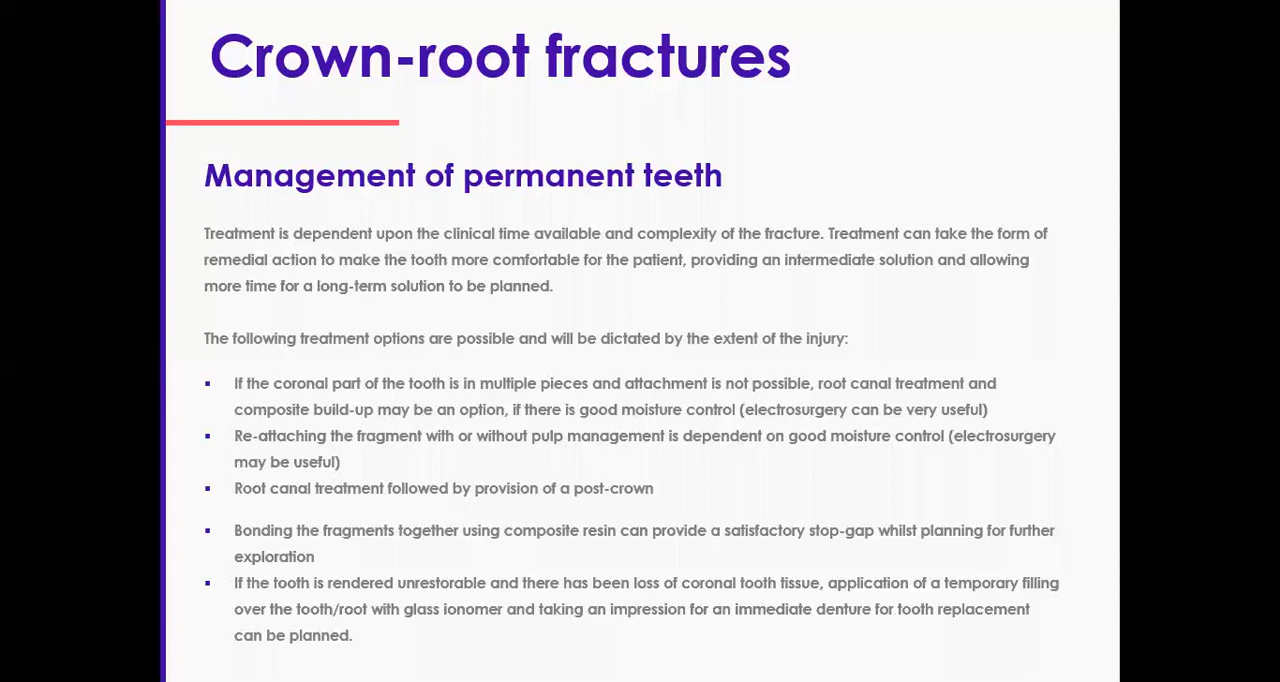 Crown-root fractures
Management of permanent teeth
Treatment is dependent upon the clinical time available and complexity of the fracture. Treatment can take the form of
remedial action to make the tooth more comfortable for the patient, providing an intermediate solution and allowing
more time for a long-term solution to be planned.
The following treatment options are possible and will be dictated by the extent of the injury:
▪ If the coronal part of the tooth is in multiple pieces and attachment is not possible, root canal treatment and
composite build-up may be an option, if there is good moisture control (electrosurgery can be very useful)
▪ Re-attaching the fragment with or without pulp management is dependent on good moisture control (electrosurgery
may be useful)
▪ Root canal treatment followed by provision of a post-crown
▪ Bonding the fragments together using composite resin can provide a satisfactory stop-gap whilst planning for further
exploration
▪ If the tooth is rendered unrestorable and there has been loss of coronal tooth tissue, application of a temporary filling
over the tooth/root with glass ionomer and taking an impression for an immediate denture for tooth replacement
can be planned.